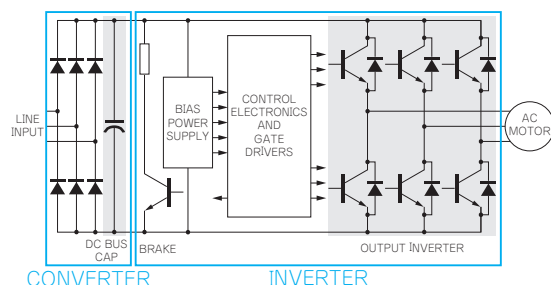 LINE
INPUT
BIAS
POWER
SUPPLY
CONTROL
ELECTRONICS
AND
GATE
DRIVERS
AC
MOTOR
DC BUS
CAP
BRAKE
OUTPUT INVERTER
CONVERTER
INVERTER